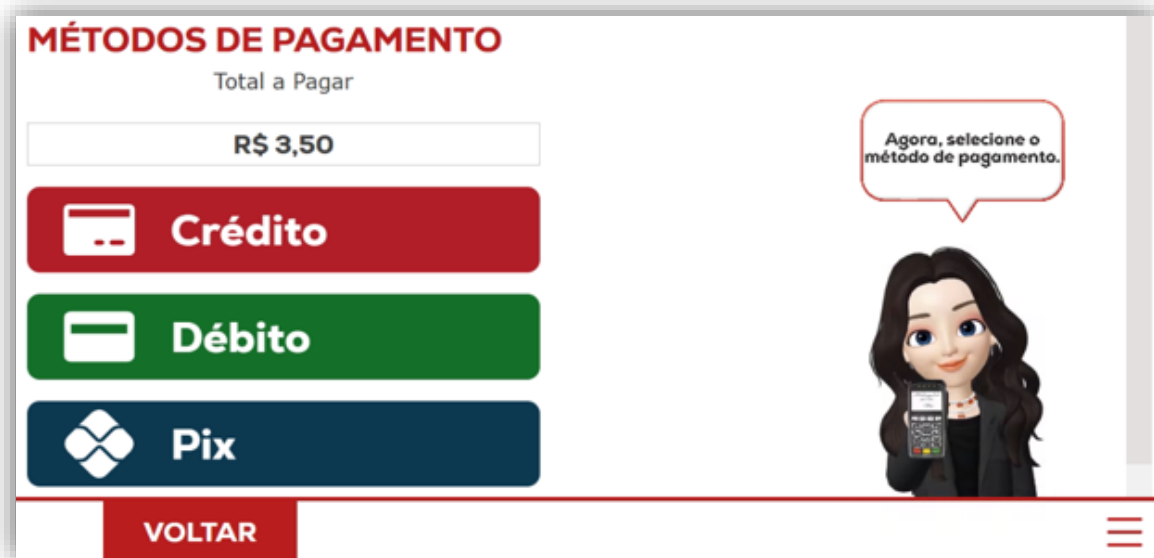 MÉTODOS DE PAGAMENTO
Total a Pagar
R$ 3,50
Crédito
Débito
Pix
Agora, selecione o
método de pagamento.
VOLTAR